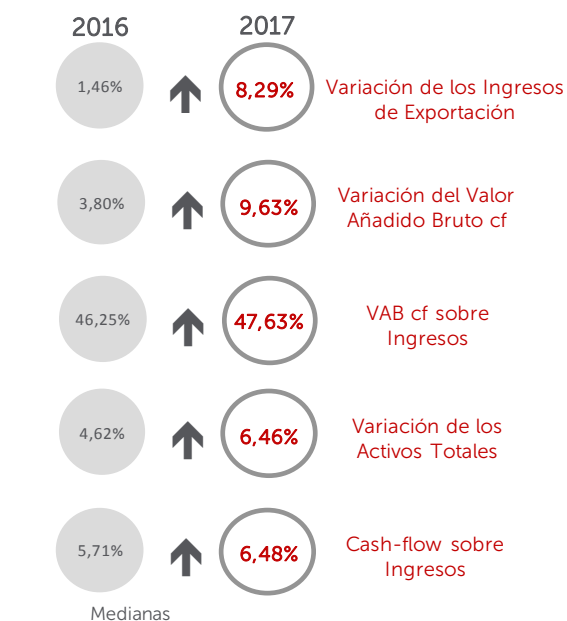 2016 2017
1,46% 8,29% Variación de los Ingresos
de Exportación
3,80% 9,63% Variación del Valor
Añadido Bruto cf
46,25% 47,63% VAB cf sobre
Ingresos
4,62% 6,46% Variación de los
Activos Totales
5,71% 6,48% Cash-flow sobre
Ingresos
Medianas